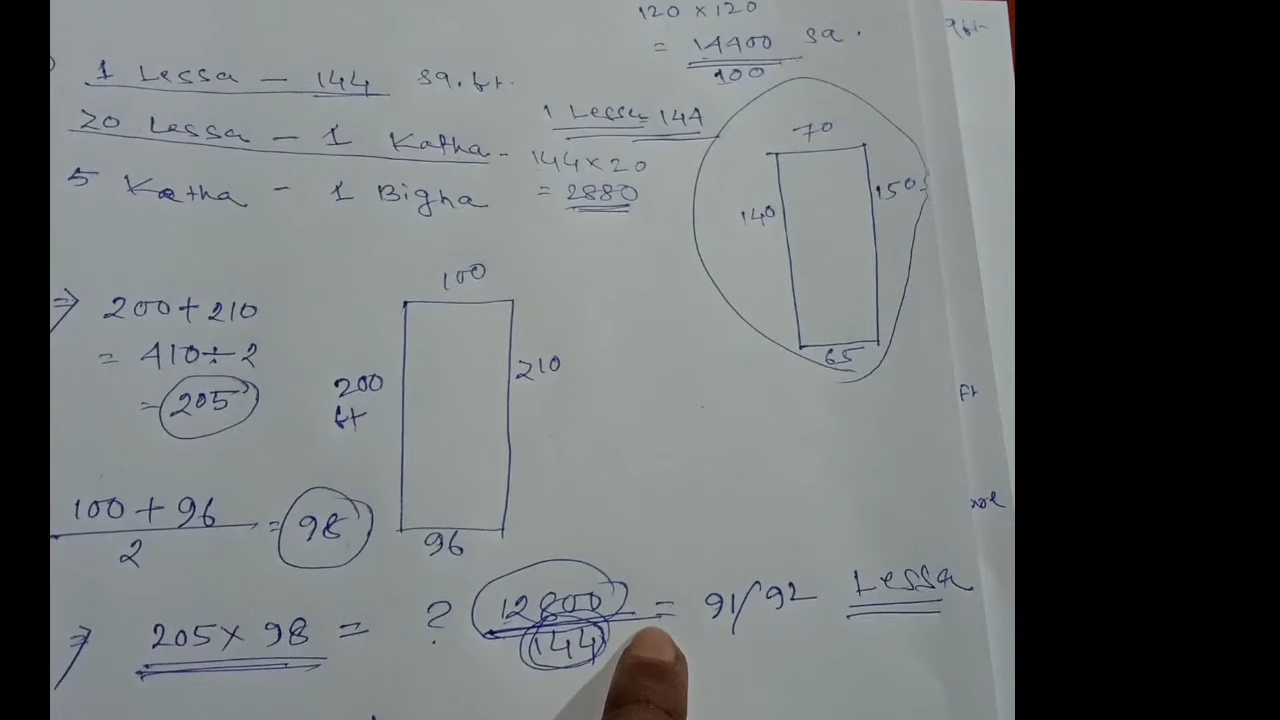 120 x 120
= 14400 sq.
100
1 Lessa - 144 sq.ft.
20 Lessa - 1 Katha -
5 Katha - 1 Bigha
1 Lessa = 144
144 x 20
= 2880
70
140
150
65
100
200 ft
210
96
⇒ 200 + 210
= 410 ÷ 2
= 205
100 + 96
2
= 98
⇒ 205 x 98 = ?
12800
144
= 91/92 Lessa
ft